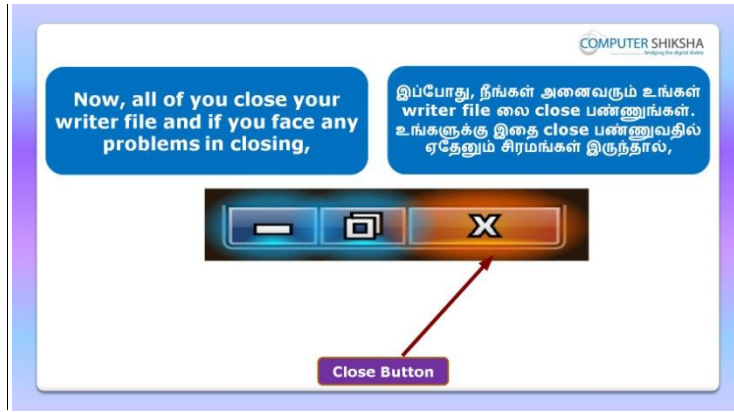 COMPUTER SHIKSHA
bridging the digital divide
Now, all of you close your
writer file and if you face any
problems in closing,
இப்போது, நீங்கள் அனைவரும் உங்கள்
writer file லை close பண்ணுங்கள்.
உங்களுக்கு இதை close பண்ணுவதில்
ஏதேனும் சிரமங்கள் இருந்தால்,
X
Close Button